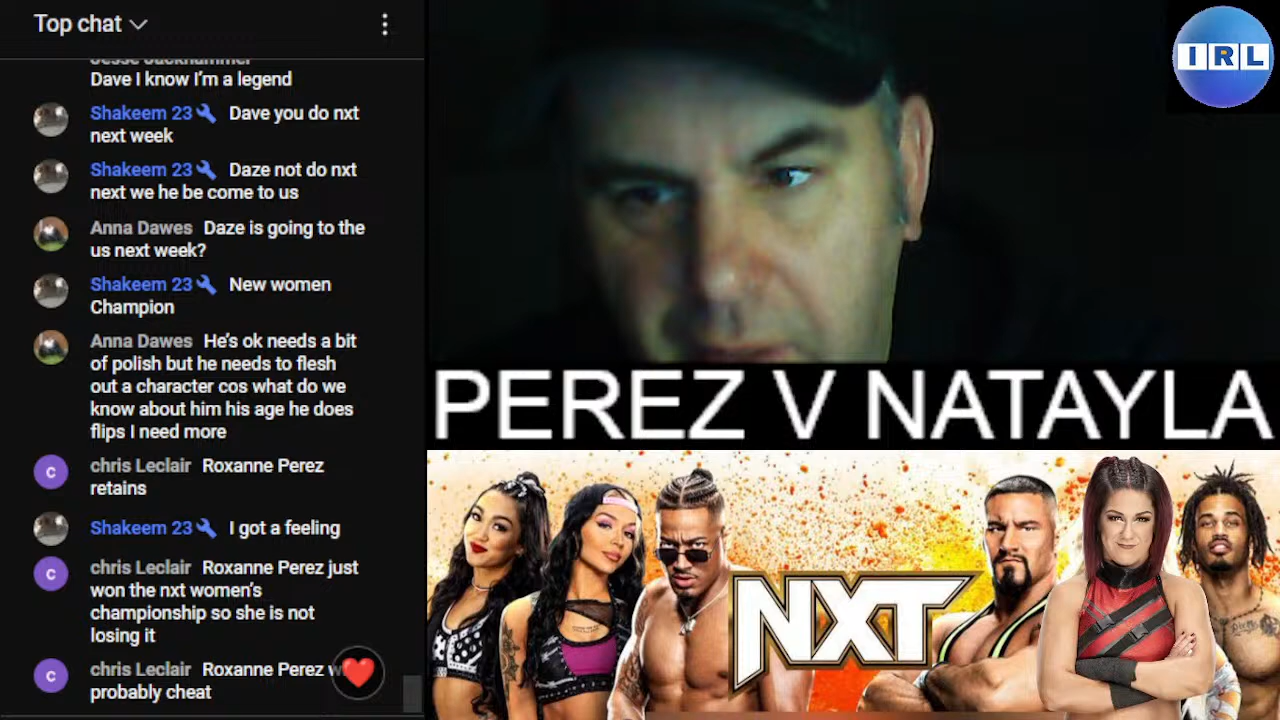 Top chat
Jesse Jackhammer
Dave I know I'm a legend
Shakeem 23 Dave you do nxt
next week
Shakeem 23 Daze not do nxt
next we he be come to us
Anna Dawes Daze is going to the
us next week?
Shakeem 23 New women
Champion
Anna Dawes He's ok needs a bit
of polish but he needs to flesh
out a character cos what do we
know about him his age he does
flips I need more
C
chris Leclair Roxanne Perez
retains
Shakeem 23 I got a feeling
C
chris Leclair Roxanne Perez just
won the nxt women's
championship so she is not
losing it
C
chris Leclair Roxanne Perez
probably cheat
IRL
PEREZ V NATAYLA
NXT